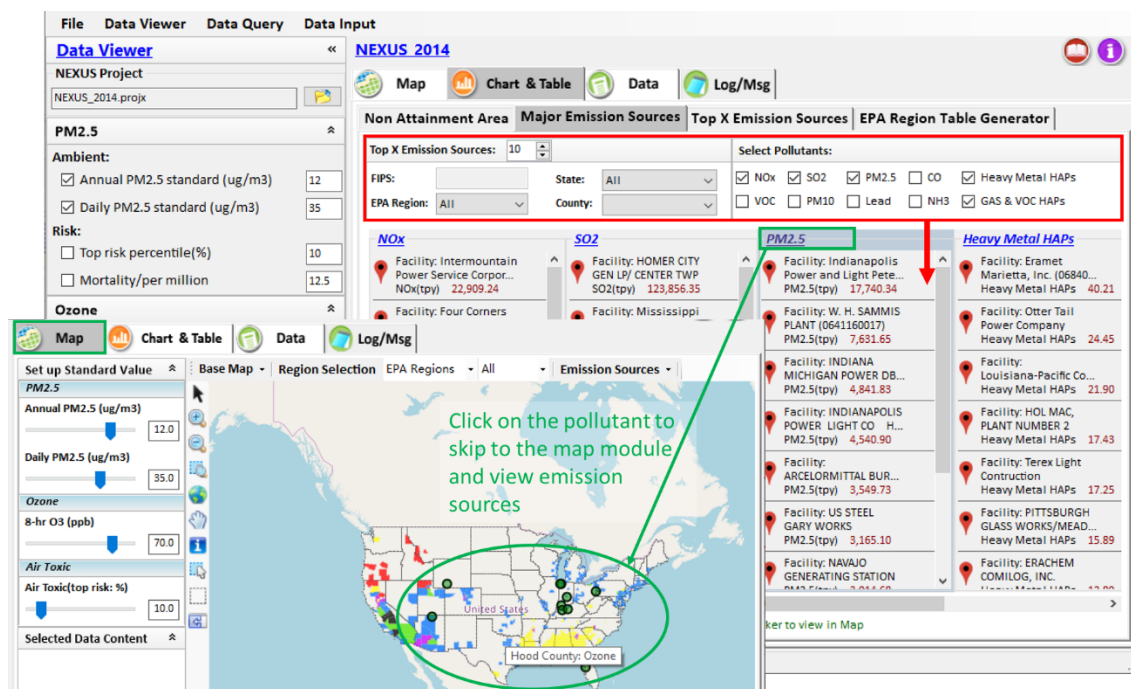 File Data Viewer Data Query Data Input
Data Viewer «
NEXUS Project
NEXUS_2014.projx
PM2.5
Ambient:
Annual PM2.5 standard (ug/m3) 12
Daily PM2.5 standard (ug/m3) 35
Risk:
Top risk percentile(%) 10
Mortality/per million 12.5
Ozone
NEXUS_2014
Map Chart & Table Data Log/Msg
Non Attainment Area Major Emission Sources Top X Emission Sources EPA Region Table Generator
Top X Emission Sources: 10
FIPS: State: All
EPA Region: All County:
Select Pollutants:
NOx SO2 PM2.5 CO Heavy Metal HAPs
VOC PM10 Lead NH3 GAS & VOC HAPs
NOx
Facility: Intermountain
Power Service Corpor...
NOx(tpy) 22,909.24
Facility: Four Corners
SO2
Facility: HOMER CITY
GEN LP/ CENTER TWP
SO2(tpy) 123,856.35
Facility: Mississippi
PM2.5
Facility: Indianapolis
Power and Light Pete...
PM2.5(tpy) 17,740.34
Facility: W. H. SAMMIS
PLANT (0641160017)
PM2.5(tpy) 7,631.65
Facility: INDIANA
MICHIGAN POWER DB...
PM2.5(tpy) 4,841.83
Facility: INDIANAPOLIS
POWER LIGHT CO H...
PM2.5(tpy) 4,540.90
Facility:
ARCELORMITTAL BUR...
PM2.5(tpy) 3,549.73
Facility: US STEEL
GARY WORKS
PM2.5(tpy) 3,165.10
Facility: NAVAJO
GENERATING STATION
Heavy Metal HAPs
Facility: Eramet
Marietta, Inc. (06840...
Heavy Metal HAPs 40.21
Facility: Otter Tail
Power Company
Heavy Metal HAPs 24.45
Facility:
Louisiana-Pacific Co...
Heavy Metal HAPs 21.90
Facility: HOL MAC,
PLANT NUMBER 2
Heavy Metal HAPs 17.43
Facility: Terex Light
Contruction
Heavy Metal HAPs 17.25
Facility: PITTSBURGH
GLASS WORKS/MEAD...
Heavy Metal HAPs 15.89
Facility: ERACHEM
COMILOG, INC.
ker to view in Map
Map Chart & Table Data Log/Msg
Set up Standard Value
PM2.5
Annual PM2.5 (ug/m3)
12.0
Daily PM2.5 (ug/m3)
35.0
Ozone
8-hr O3 (ppb)
70.0
Air Toxic
Air Toxic(top risk: %)
10.0
Selected Data Content
Base Map Region Selection EPA Regions All Emission Sources
Click on the pollutant to
skip to the map module
and view emission
sources
United States
Hood County: Ozone